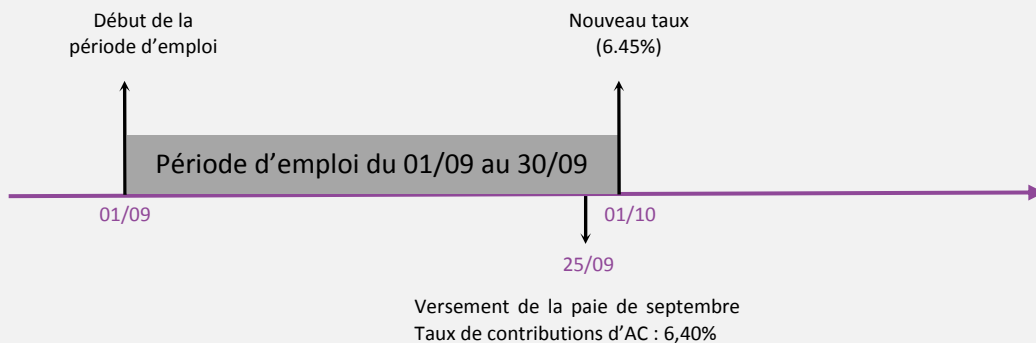 Début de la
période d'emploi
Nouveau taux
(6.45%)
Période d'emploi du 01/09 au 30/09
01/09
01/10
25/09
Versement de la paie de septembre
Taux de contributions d'AC : 6,40%